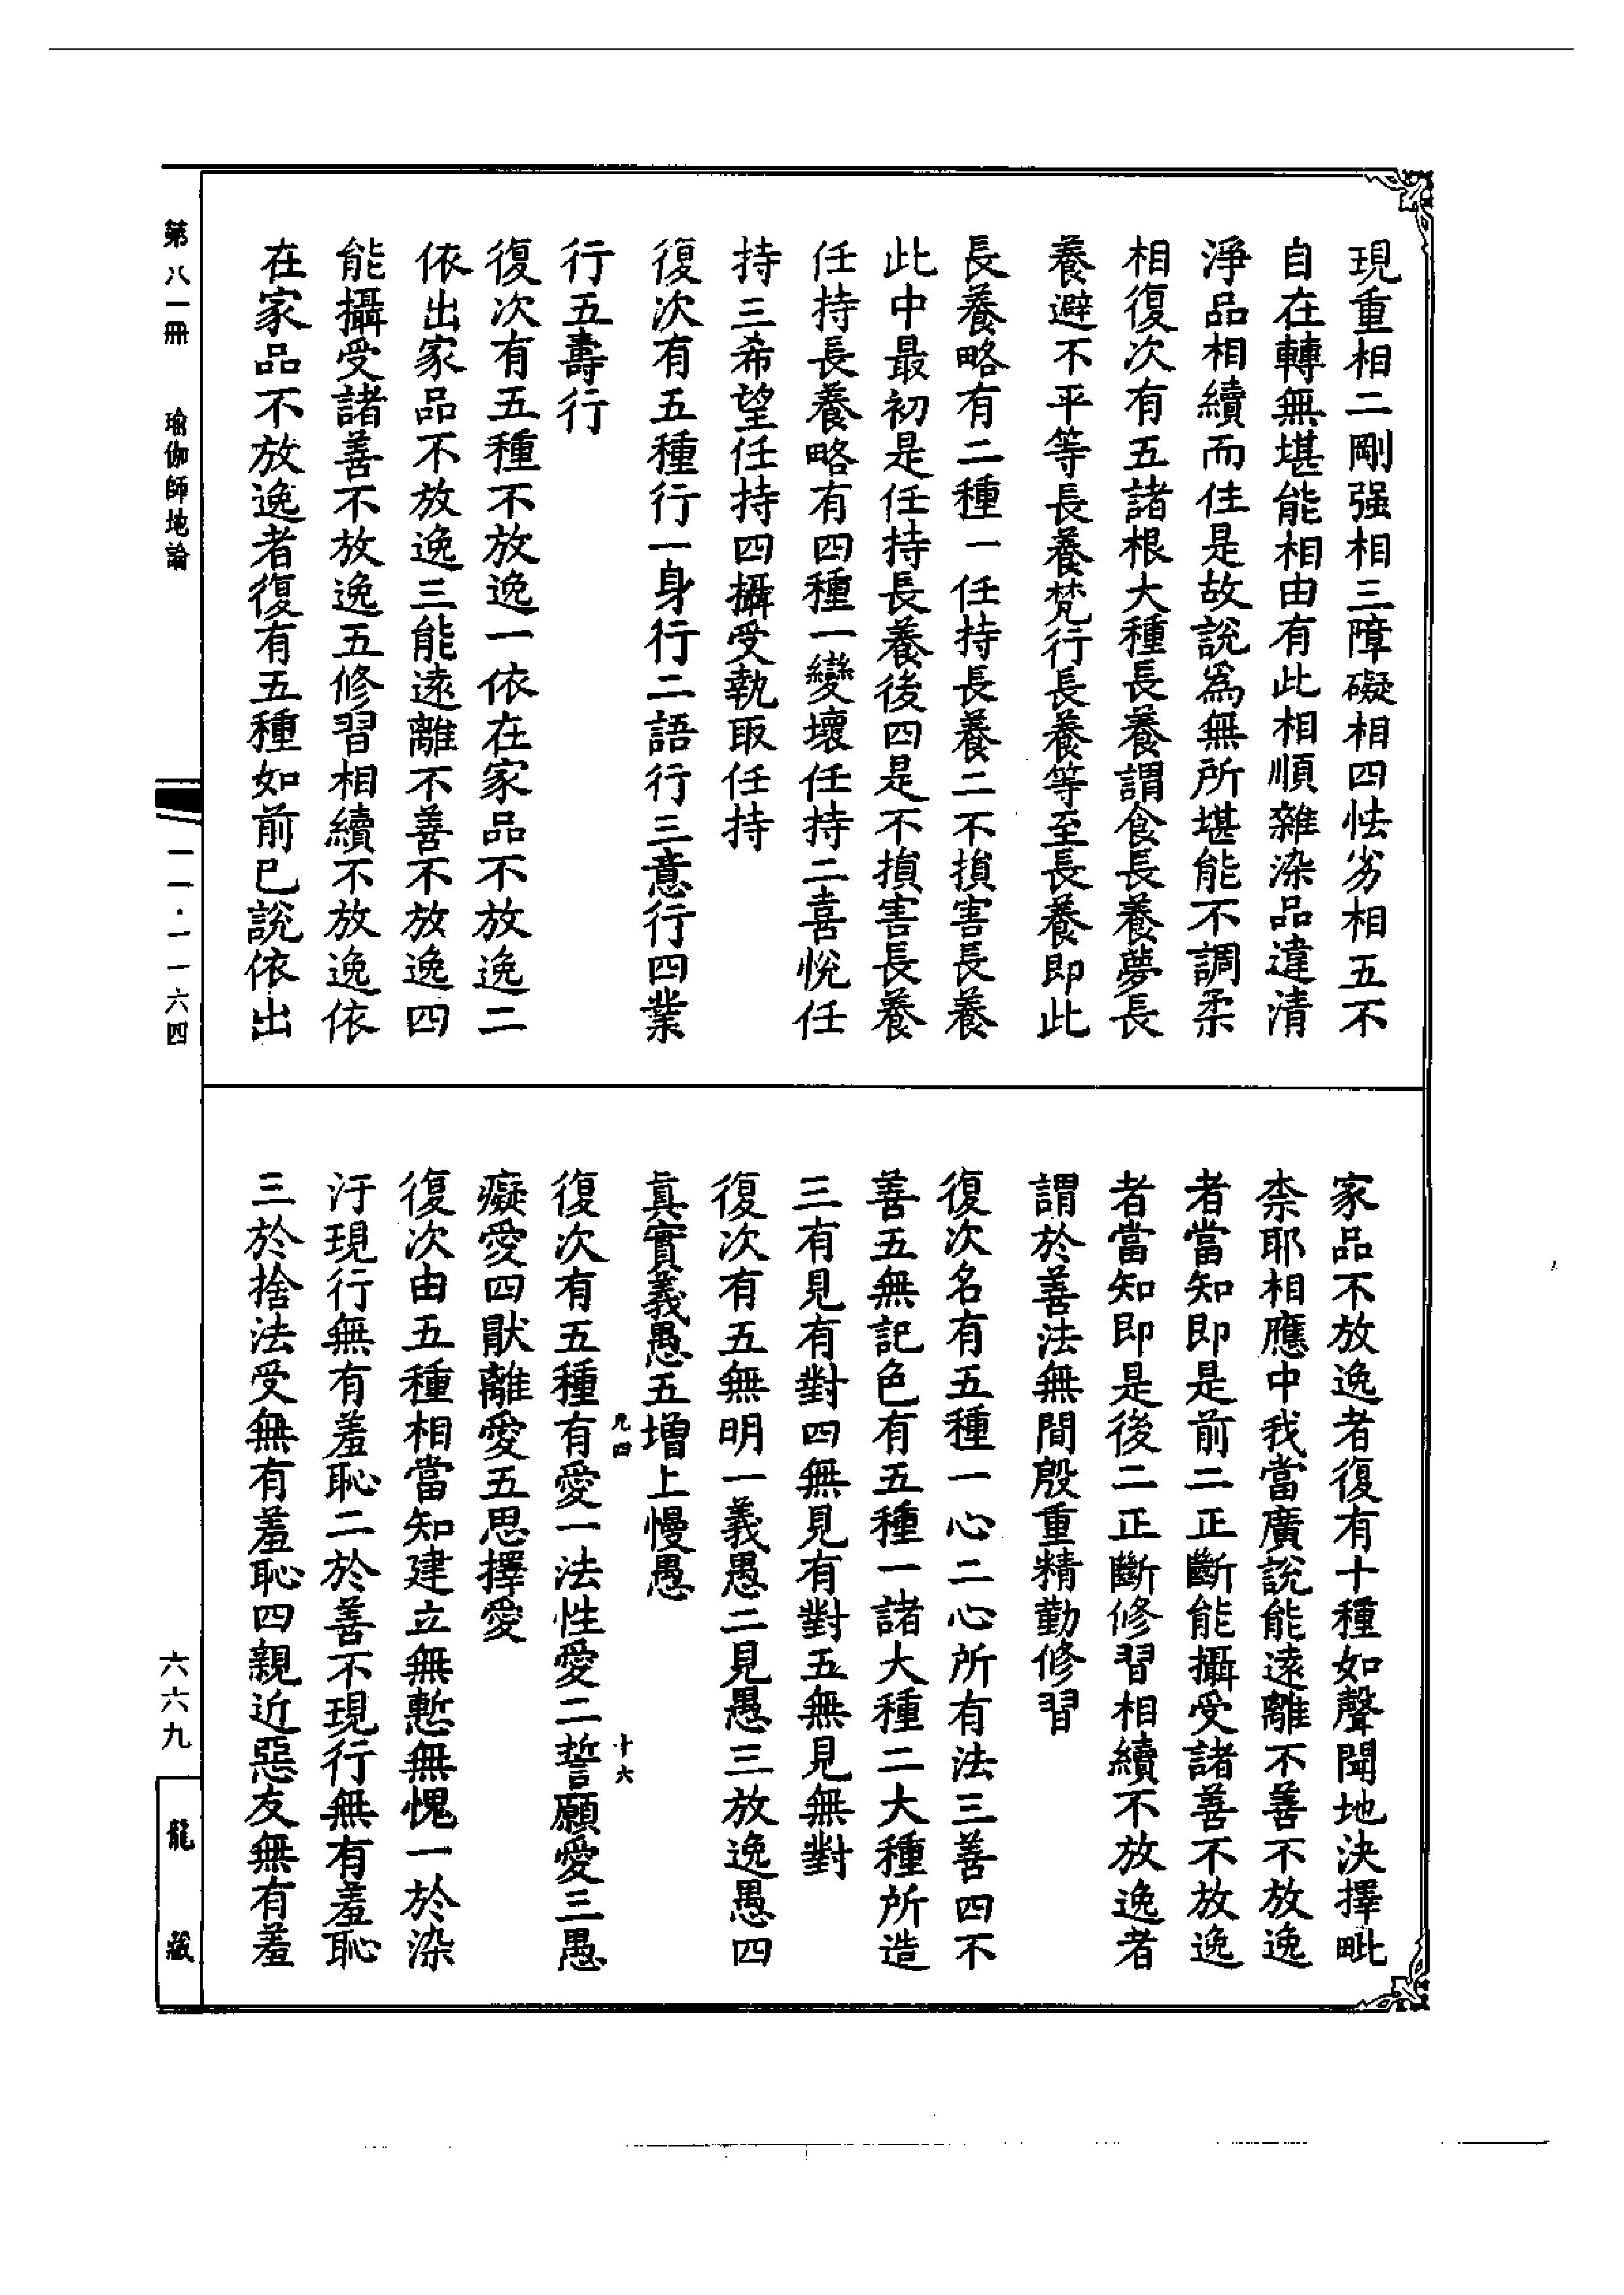 現重相二剛强相三障礙相四怯劣相五不
自在轉無堪能相由有此相順雜染品違清
淨品相續而住是故說爲無所堪能不調柔
相復次有五諸根大種長養謂食長養夢長
養避不平等長養梵行長養等至長養即此
長養略有二種一任持長養二不損害長養
此中最初是任持長養後四是不損害長養
任持長養略有四種一變壞任持二喜悅任
持三希望任持四攝受執取任持
復次有五種行一身行二語行三意行四業
行五壽行
復次有五種不放逸一依在家品不放逸二
依出家品不放逸三能遠離不善不放逸四
能攝受諸善不放逸五修習相續不放逸依
在家品不放逸者復有五種如前已說依出
家品不放逸者復有十種如聲聞地決擇毗
柰耶相應中我當廣說能遠離不善不放逸
者當知即是前二正斷能攝受諸善不放逸
者當知即是後二正斷修習相續不放逸者
謂於善法無間殷重精勤修習
復次名有五種一心二心所有法三善四不
善五無記色有五種一諸大種二大種所造
三有見有對四無見有對五無見無對
復次有五無明一義愚二見愚三放逸愚四
真實義愚五增上慢愚
九四
十六
復次有五種有愛一法性愛二誓願愛三愚
癡愛四猒離愛五思擇愛
復次由五種相當知建立無慙無愧一於染
汙現行無有羞恥二於善不現行無有羞恥
三於捨法受無有羞恥四親近惡友無有羞
第八一冊
瑜伽師地論
一一·一一六四
六六九
龍藏